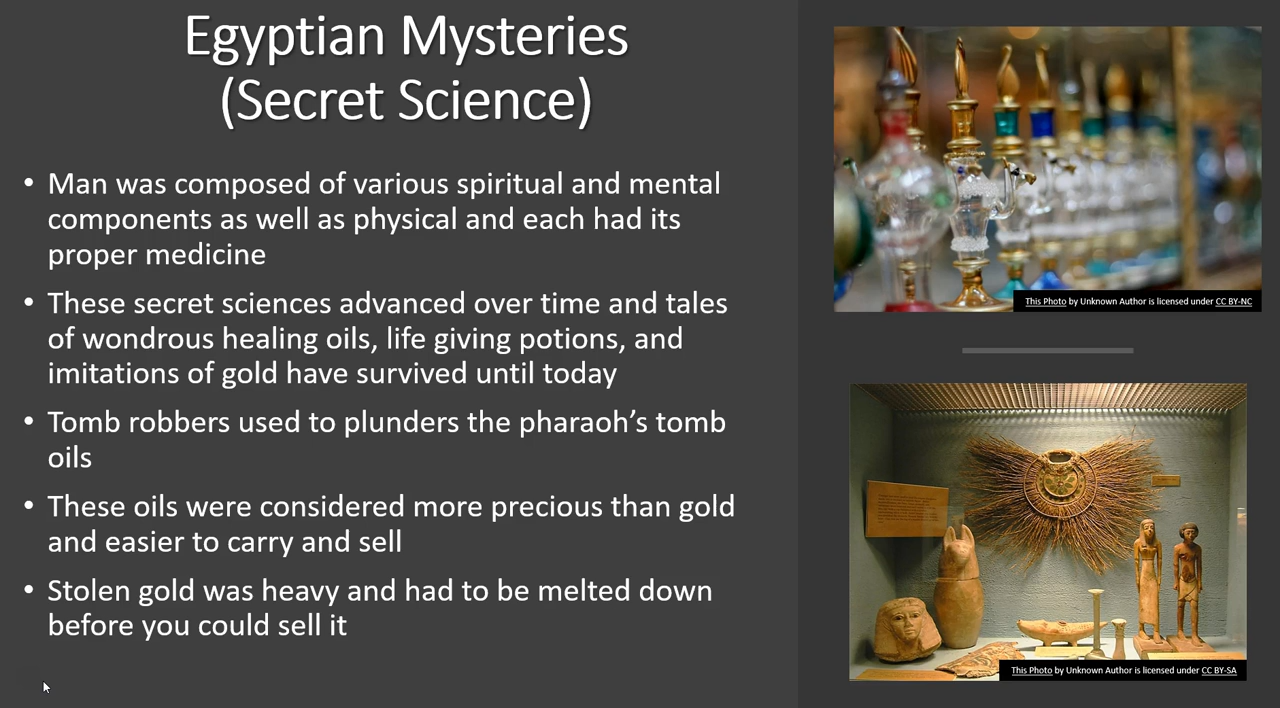 Egyptian Mysteries
(Secret Science)
• Man was composed of various spiritual and mental
components as well as physical and each had its
proper medicine
• These secret sciences advanced over time and tales
of wondrous healing oils, life giving potions, and
imitations of gold have survived until today
• Tomb robbers used to plunders the pharaoh’s tomb
oils
• These oils were considered more precious than gold
and easier to carry and sell
• Stolen gold was heavy and had to be melted down
before you could sell it
This Photo by Unknown Author is licensed under CC BY-NC
This Photo by Unknown Author is licensed under CC BY-SA